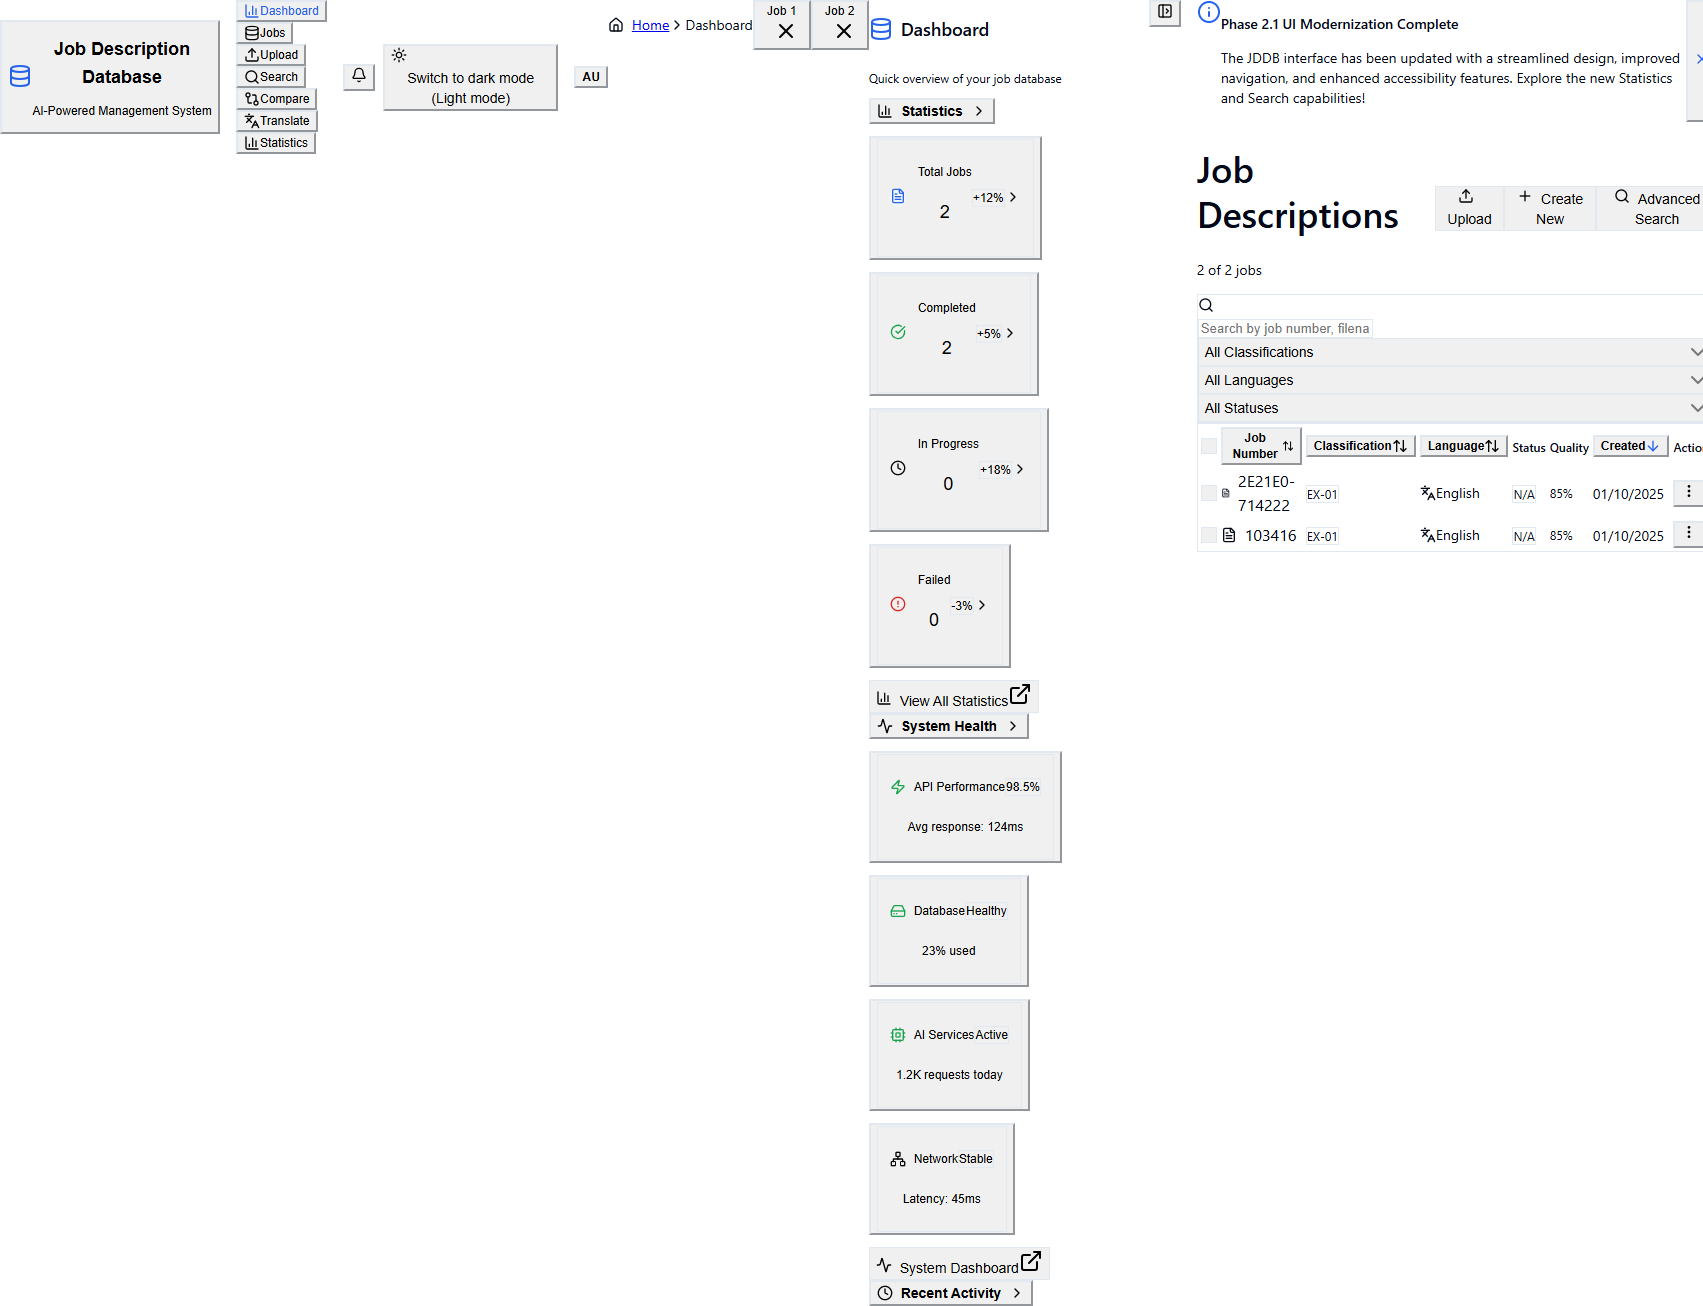 Job Description
Database
AI-Powered Management System
Dashboard
Jobs
Upload
Search
Compare
Translate
Statistics
Switch to dark mode
(Light mode)
AU
Home
Dashboard
Job 1
Job 2
Dashboard
Quick overview of your job database
Statistics
Total Jobs
+12%
2
Completed
+5%
2
In Progress
+18%
0
Failed
-3%
0
View All Statistics
System Health
API Performance 98.5%
Avg response: 124ms
Database Healthy
23% used
AI Services Active
1.2K requests today
Network Stable
Latency: 45ms
System Dashboard
Recent Activity
Phase 2.1 UI Modernization Complete
The JDDB interface has been updated with a streamlined design, improved
navigation, and enhanced accessibility features. Explore the new Statistics
and Search capabilities!
Job
Descriptions
Upload
Create
New
Advanced
Search
2 of 2 jobs
Search by job number, filena
All Classifications
All Languages
All Statuses
Job
Number
Classification
Language
Status
Quality
Created
Actio
2E21E0-
714222
EX-01
English
N/A
85%
01/10/2025
103416
EX-01
English
N/A
85%
01/10/2025